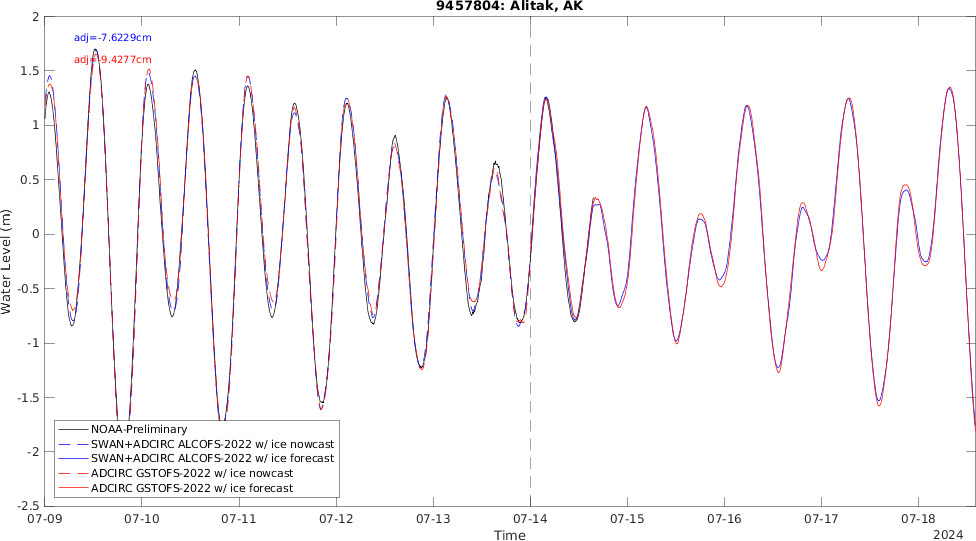 9457804: Alitak, AK
adj=-7.6229cm
adj=-9.4277cm
2
1.5
1
0.5
0
-0.5
-1
-1.5
-2
-2.5
Water Level (m)
NOAA-Preliminary
SWAN+ADCIRC ALCOFS-2022 w/ ice nowcast
SWAN+ADCIRC ALCOFS-2022 w/ ice forecast
ADCIRC GSTOFS-2022 w/ ice nowcast
ADCIRC GSTOFS-2022 w/ ice forecast
07-09 07-10 07-11 07-12 07-13 07-14 07-15 07-16 07-17 07-18
Time
2024